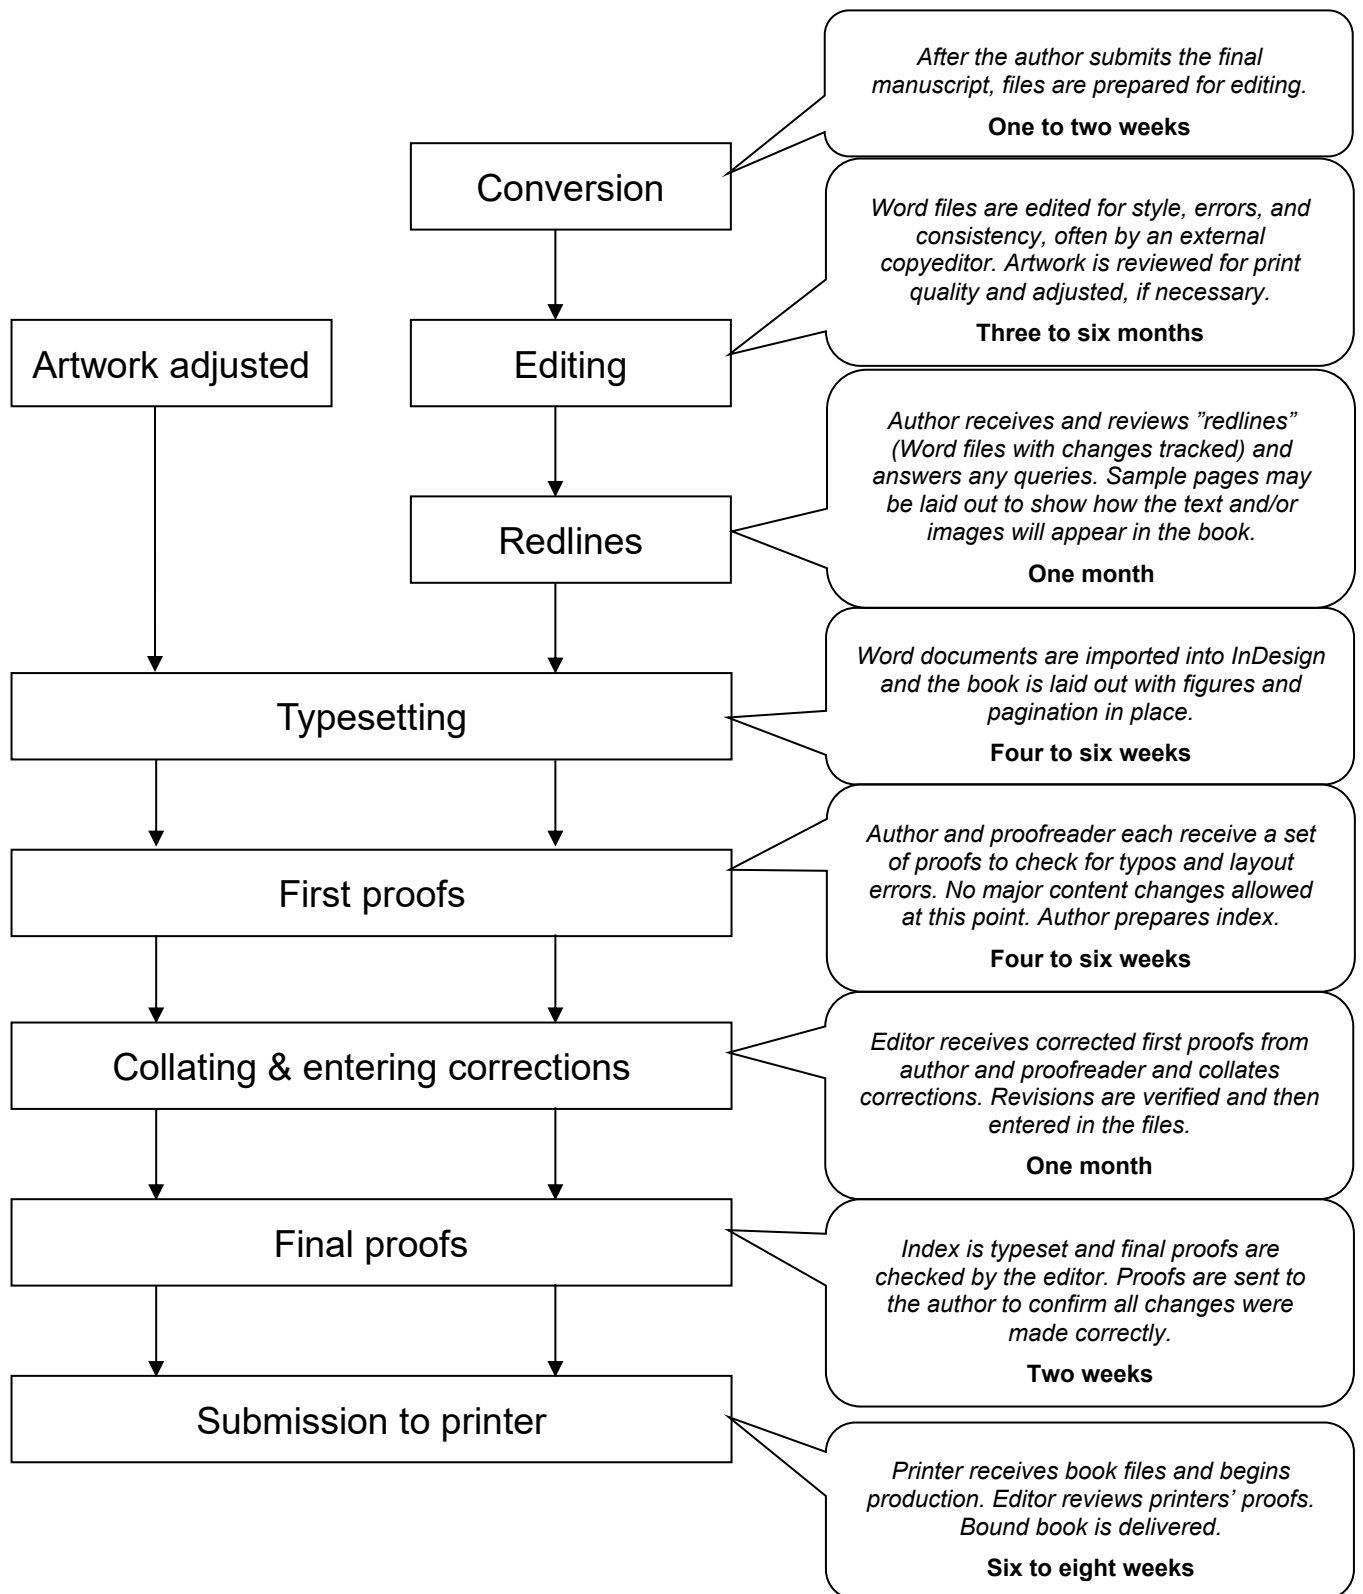 After the author submits the final
manuscript, files are prepared for editing.
One to two weeks
Conversion
Word files are edited for style, errors, and
consistency, often by an external
copyeditor. Artwork is reviewed for print
quality and adjusted, if necessary.
Three to six months
Artwork adjusted
Editing
Author receives and reviews ”redlines”
(Word files with changes tracked) and
answers any queries. Sample pages may
be laid out to show how the text and/or
images will appear in the book.
One month
Redlines
Word documents are imported into InDesign
and the book is laid out with figures and
pagination in place.
Four to six weeks
Typesetting
Author and proofreader each receive a set
of proofs to check for typos and layout
errors. No major content changes allowed
at this point. Author prepares index.
Four to six weeks
First proofs
Editor receives corrected first proofs from
author and proofreader and collates
corrections. Revisions are verified and then
entered in the files.
One month
Collating & entering corrections
Index is typeset and final proofs are
checked by the editor. Proofs are sent to
the author to confirm all changes were
made correctly.
Two weeks
Final proofs
Submission to printer
Printer receives book files and begins
production. Editor reviews printers’ proofs.
Bound book is delivered.
Six to eight weeks